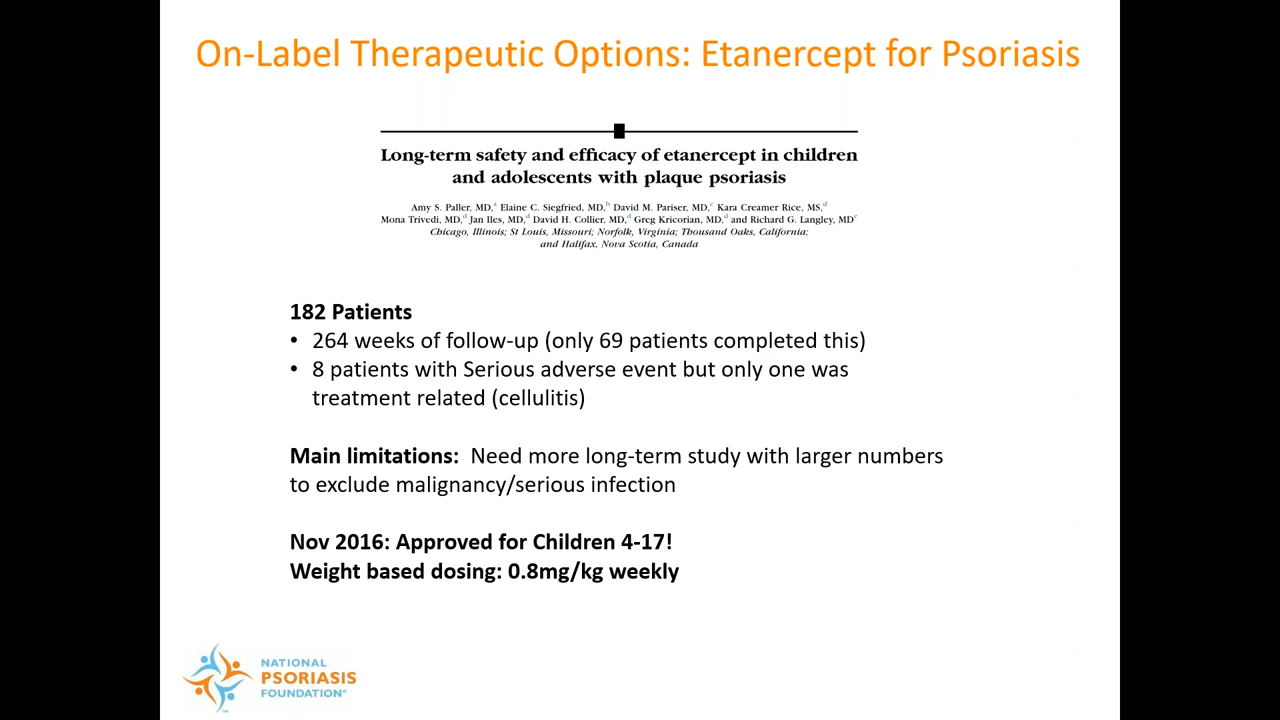 On-Label Therapeutic Options: Etanercept for Psoriasis
Long-term safety and efficacy of etanercept in children
and adolescents with plaque psoriasis
Amy S. Paller, MD,a Elaine C. Siegfried, MD,b David M. Pariser, MD,c Kara Creamer Rice, MS,d
Mona Trivedi, MD,d Jan Iles, MD,d David H. Collier, MD,d Greg Kricorian, MD,d and Richard G. Langley, MDe
Chicago, Illinois; St Louis, Missouri; Norfolk, Virginia; Thousand Oaks, California;
and Halifax, Nova Scotia, Canada
182 Patients
• 264 weeks of follow-up (only 69 patients completed this)
• 8 patients with Serious adverse event but only one was
treatment related (cellulitis)
Main limitations: Need more long-term study with larger numbers
to exclude malignancy/serious infection
Nov 2016: Approved for Children 4-17!
Weight based dosing: 0.8mg/kg weekly
NATIONAL
PSORIASIS
FOUNDATION®
™